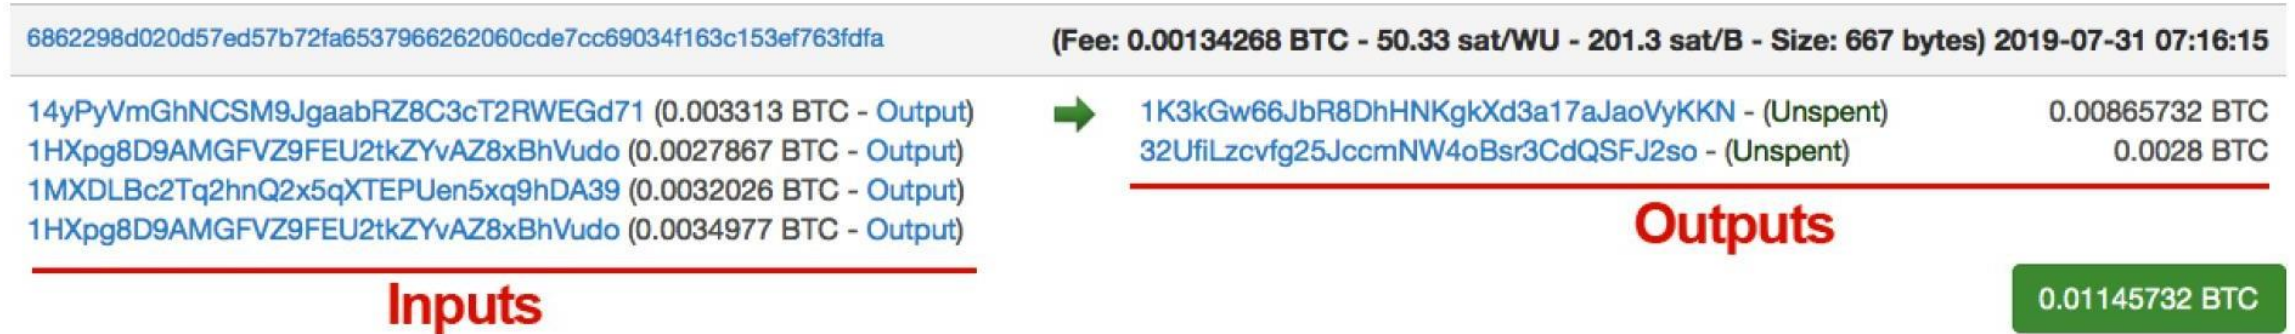 6862298d020d57ed57b72fa6537966262060cde7cc69034f163c153ef763fdfa (Fee: 0.00134268 BTC - 50.33 sat/WU - 201.3 sat/B - Size: 667 bytes) 2019-07-31 07:16:15
14yPyVmGhNCSM9JgaabRZ8C3cT2RWEGd71 (0.003313 BTC - Output)
1HXpg8D9AMGFVZ9FEU2tkZYvAZ8xBhVudo (0.0027867 BTC - Output)
1MXDLBc2Tq2hnQ2x5qXTEPUen5xq9hDA39 (0.0032026 BTC - Output)
1HXpg8D9AMGFVZ9FEU2tkZYvAZ8xBhVudo (0.0034977 BTC - Output)
Inputs
1K3kGw66JbR8DhHNKgkXd3a17aJaoVyKKN - (Unspent) 0.00865732 BTC
32UfiLzcvfg25JccmNW4oBsr3CdQSFJ2so - (Unspent) 0.0028 BTC
Outputs
0.01145732 BTC